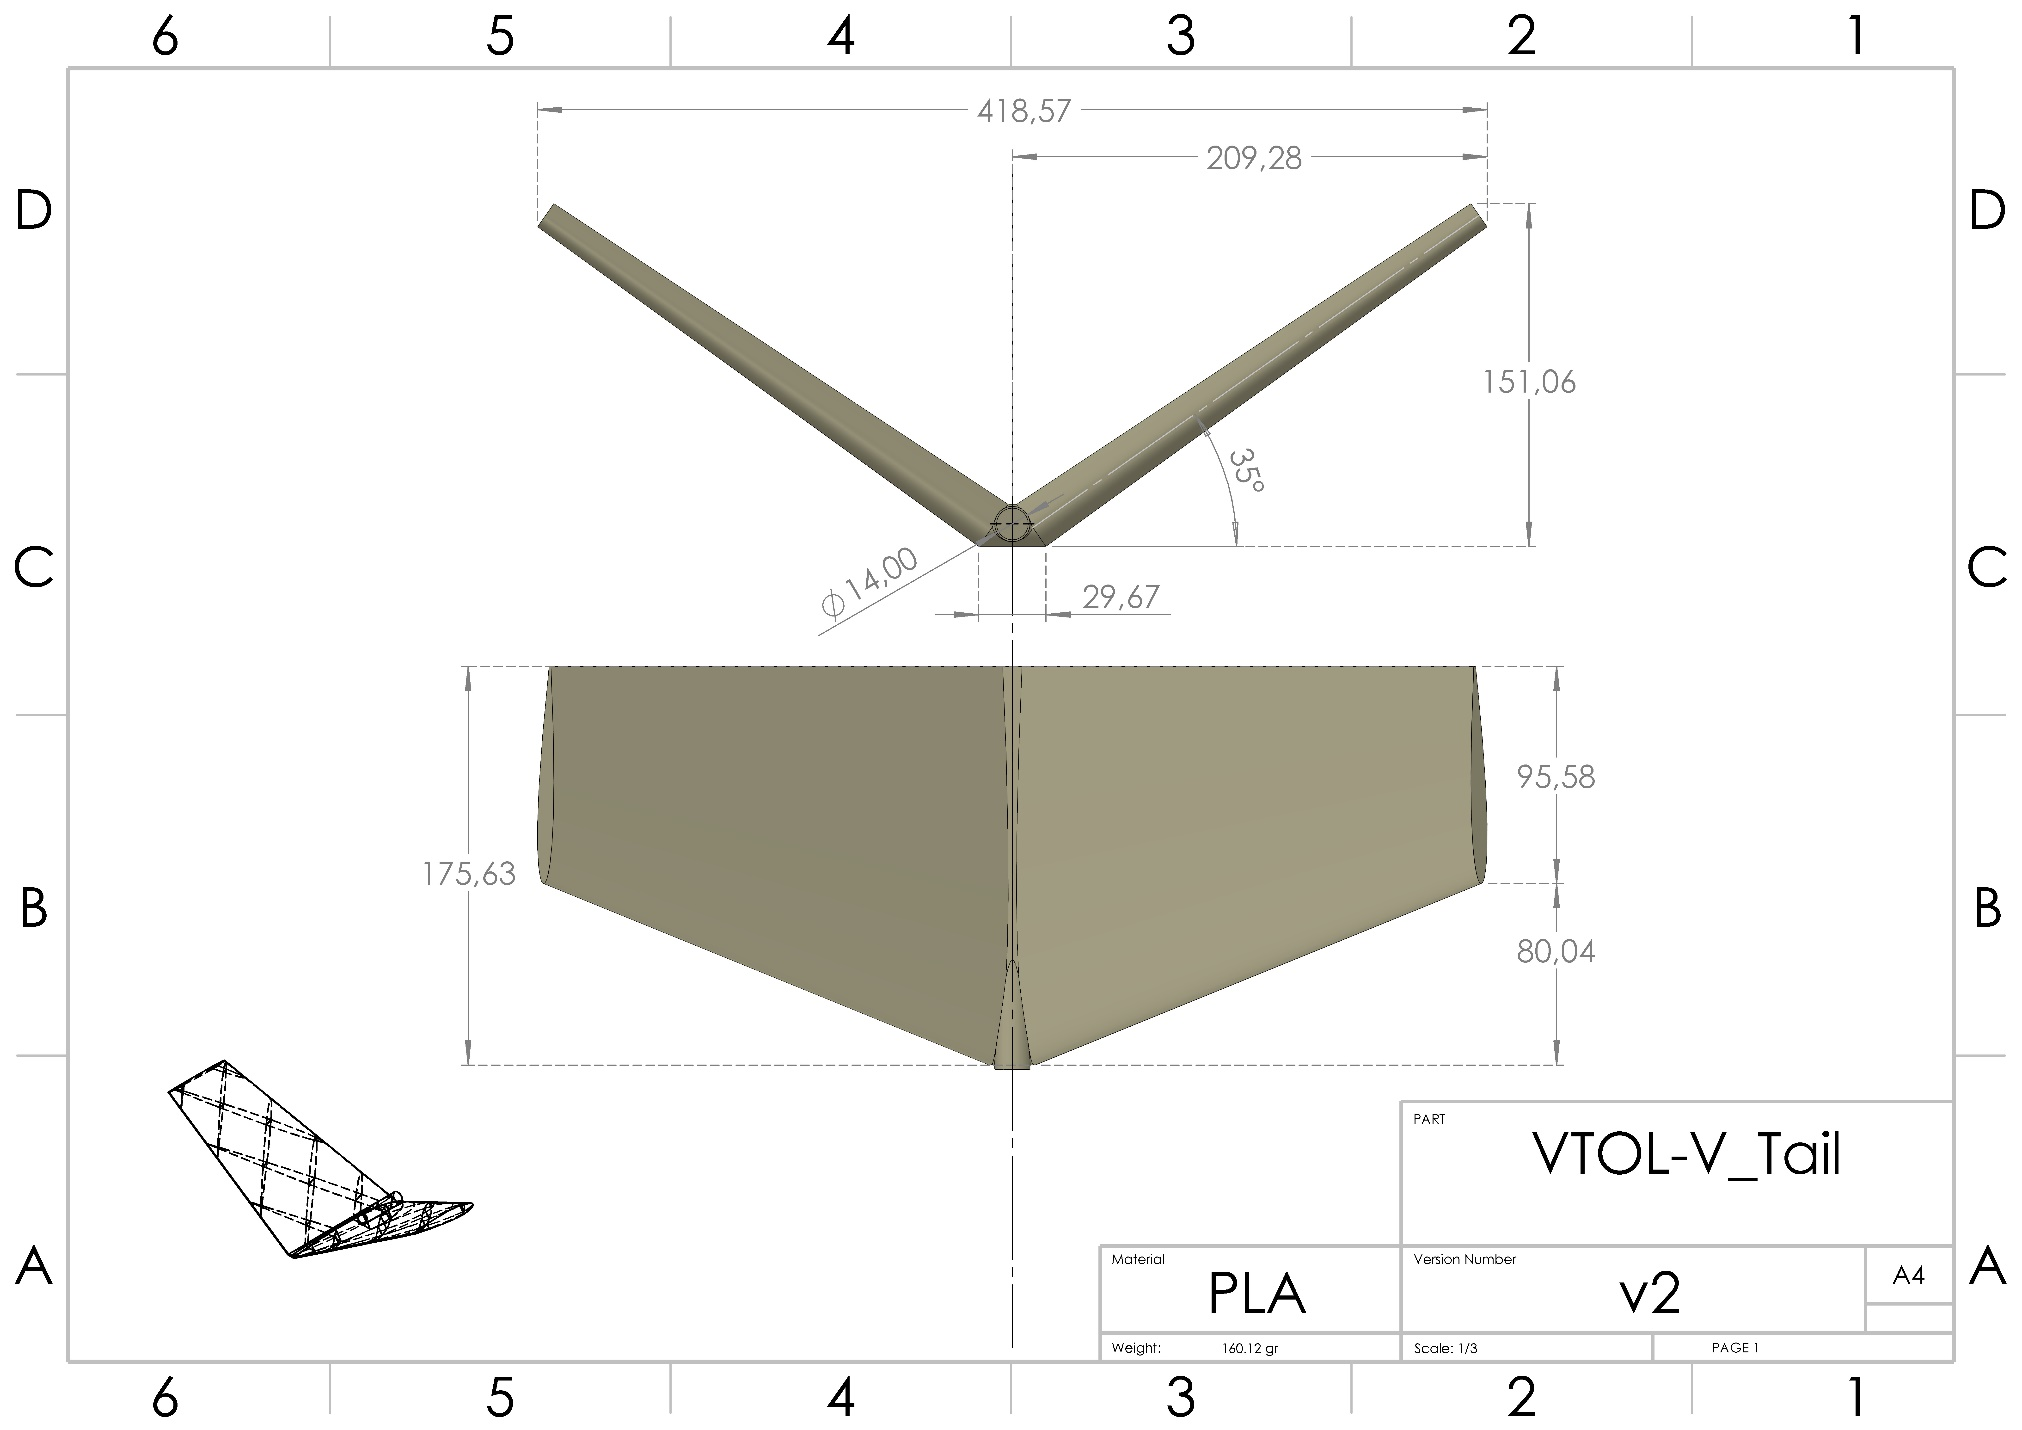 6 5 4 3 2 1
418,57
209,28
D D
151,06
35°
C C
⌀ 14,00
29,67
95,58
175,63
B B
80,04
PART
VTOL-V_Tail
A A
Material
PLA
Version Number
v2
A4
Weight: 160.12 gr
Scale: 1/3
PAGE 1
6 5 4 3 2 1